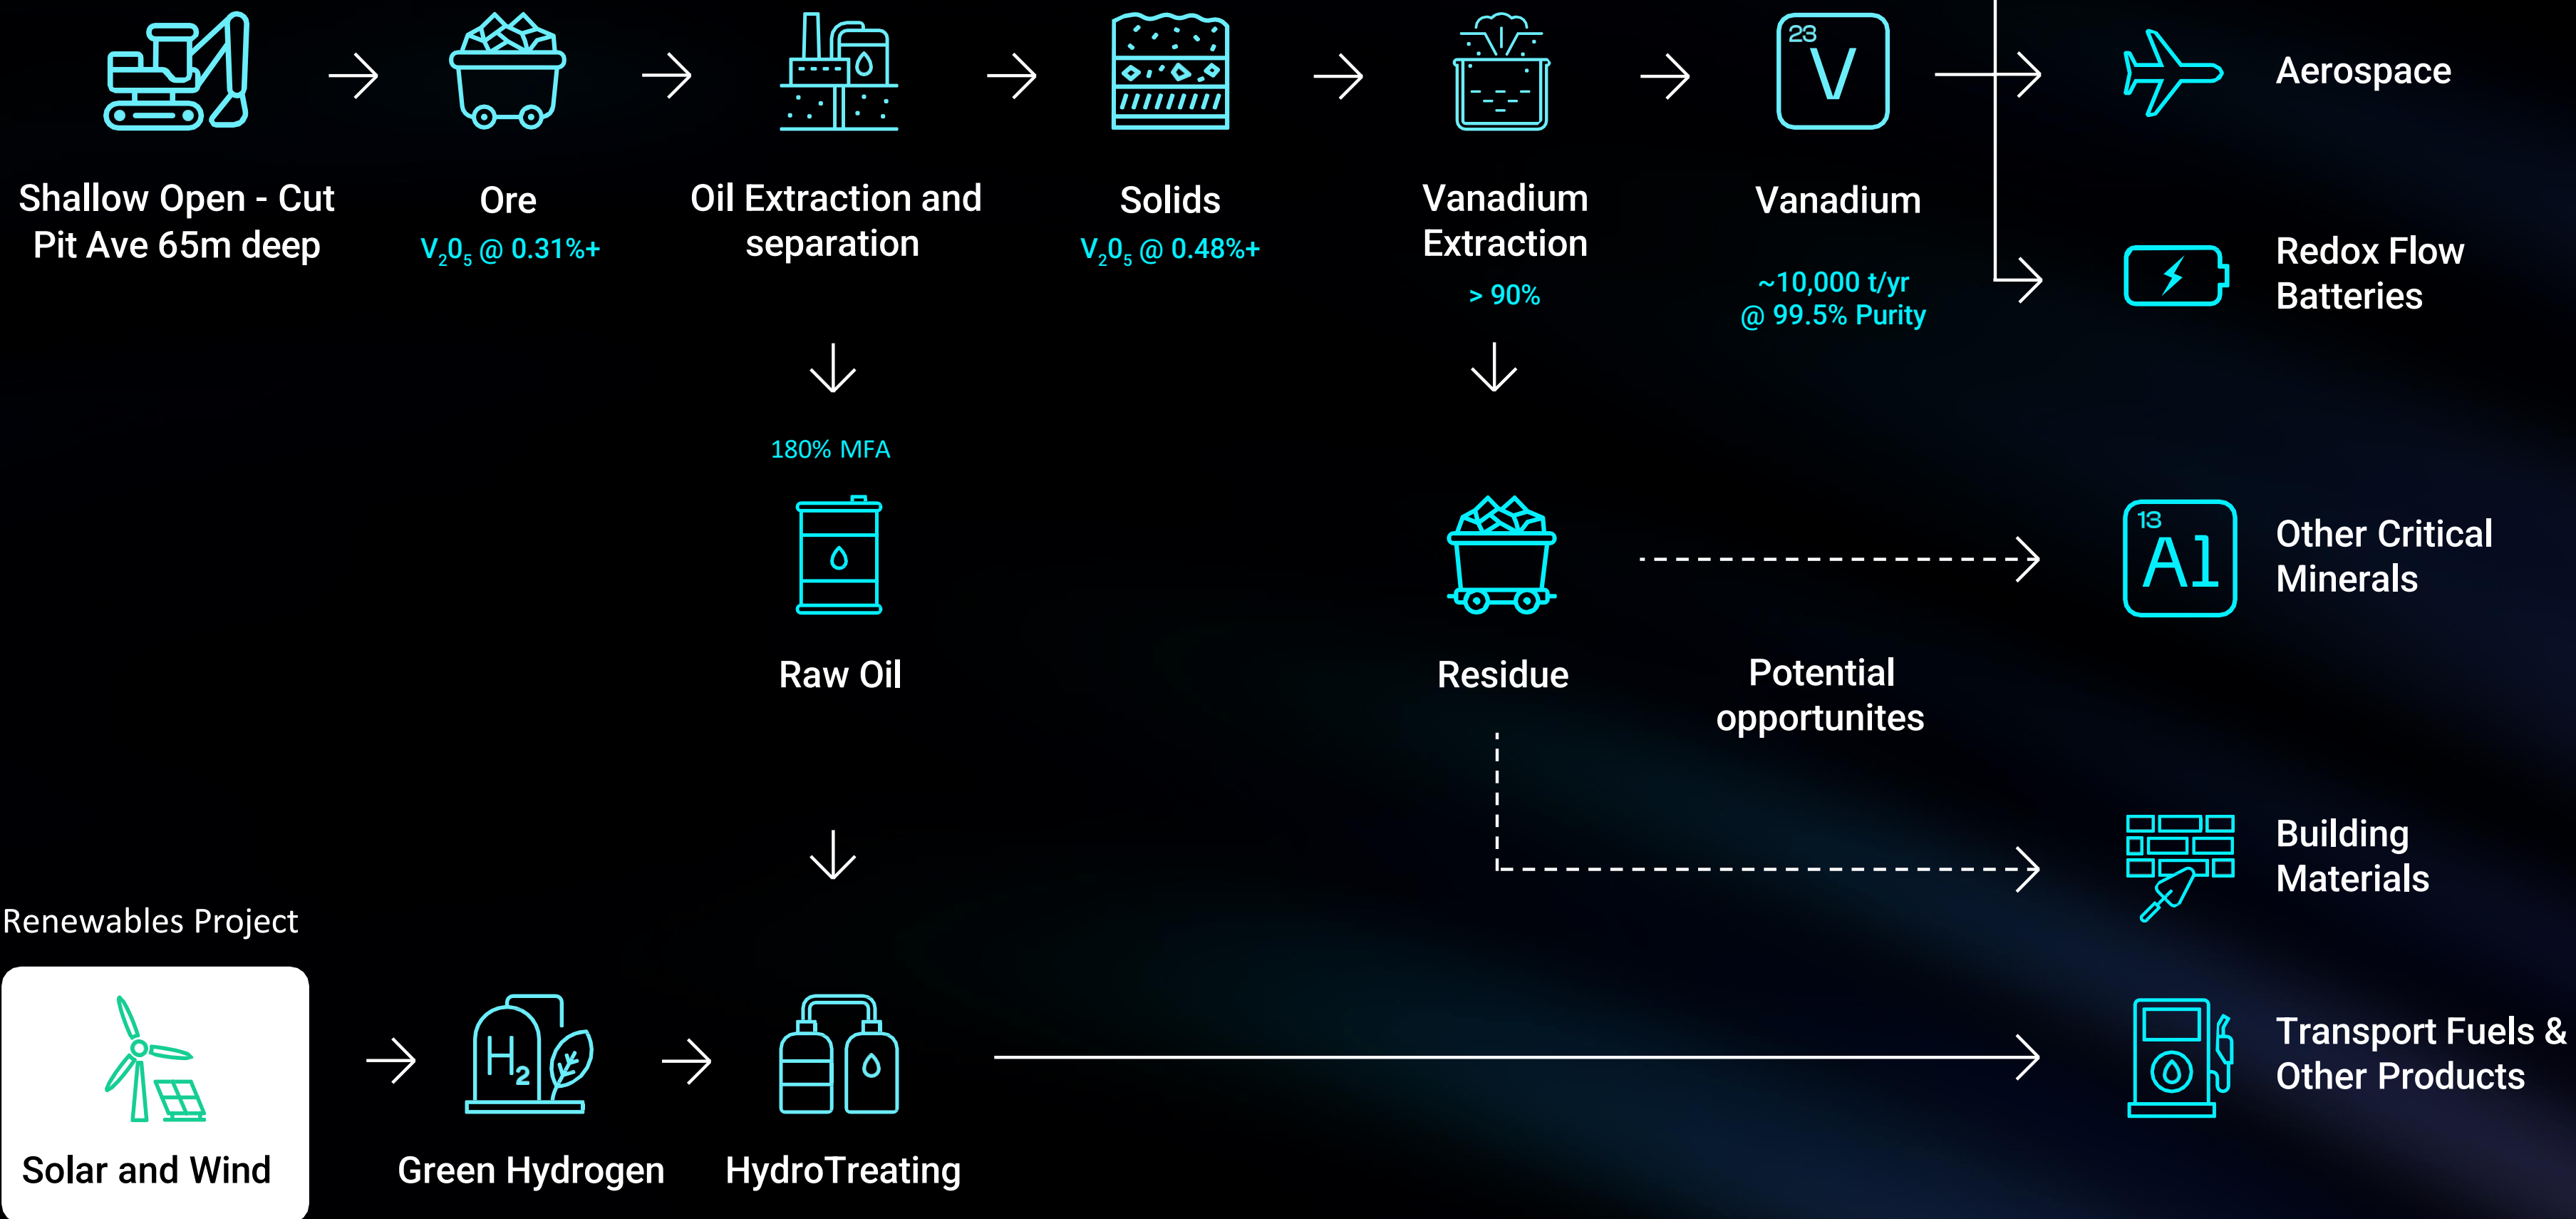 23
V
Aerospace
Shallow Open - Cut
Pit Ave 65m deep
Ore
V₂0₅ @ 0.31%+
Oil Extraction and
separation
Solids
V₂0₅ @ 0.48%+
Vanadium
Extraction
> 90%
Vanadium
~10,000 t/yr
@ 99.5% Purity
Redox Flow
Batteries
180% MFA
Raw Oil
Residue
Potential
opportunites
13
Al
Other Critical
Minerals
Building
Materials
Renewables Project
Solar and Wind
H₂
Green Hydrogen
HydroTreating
Transport Fuels &
Other Products